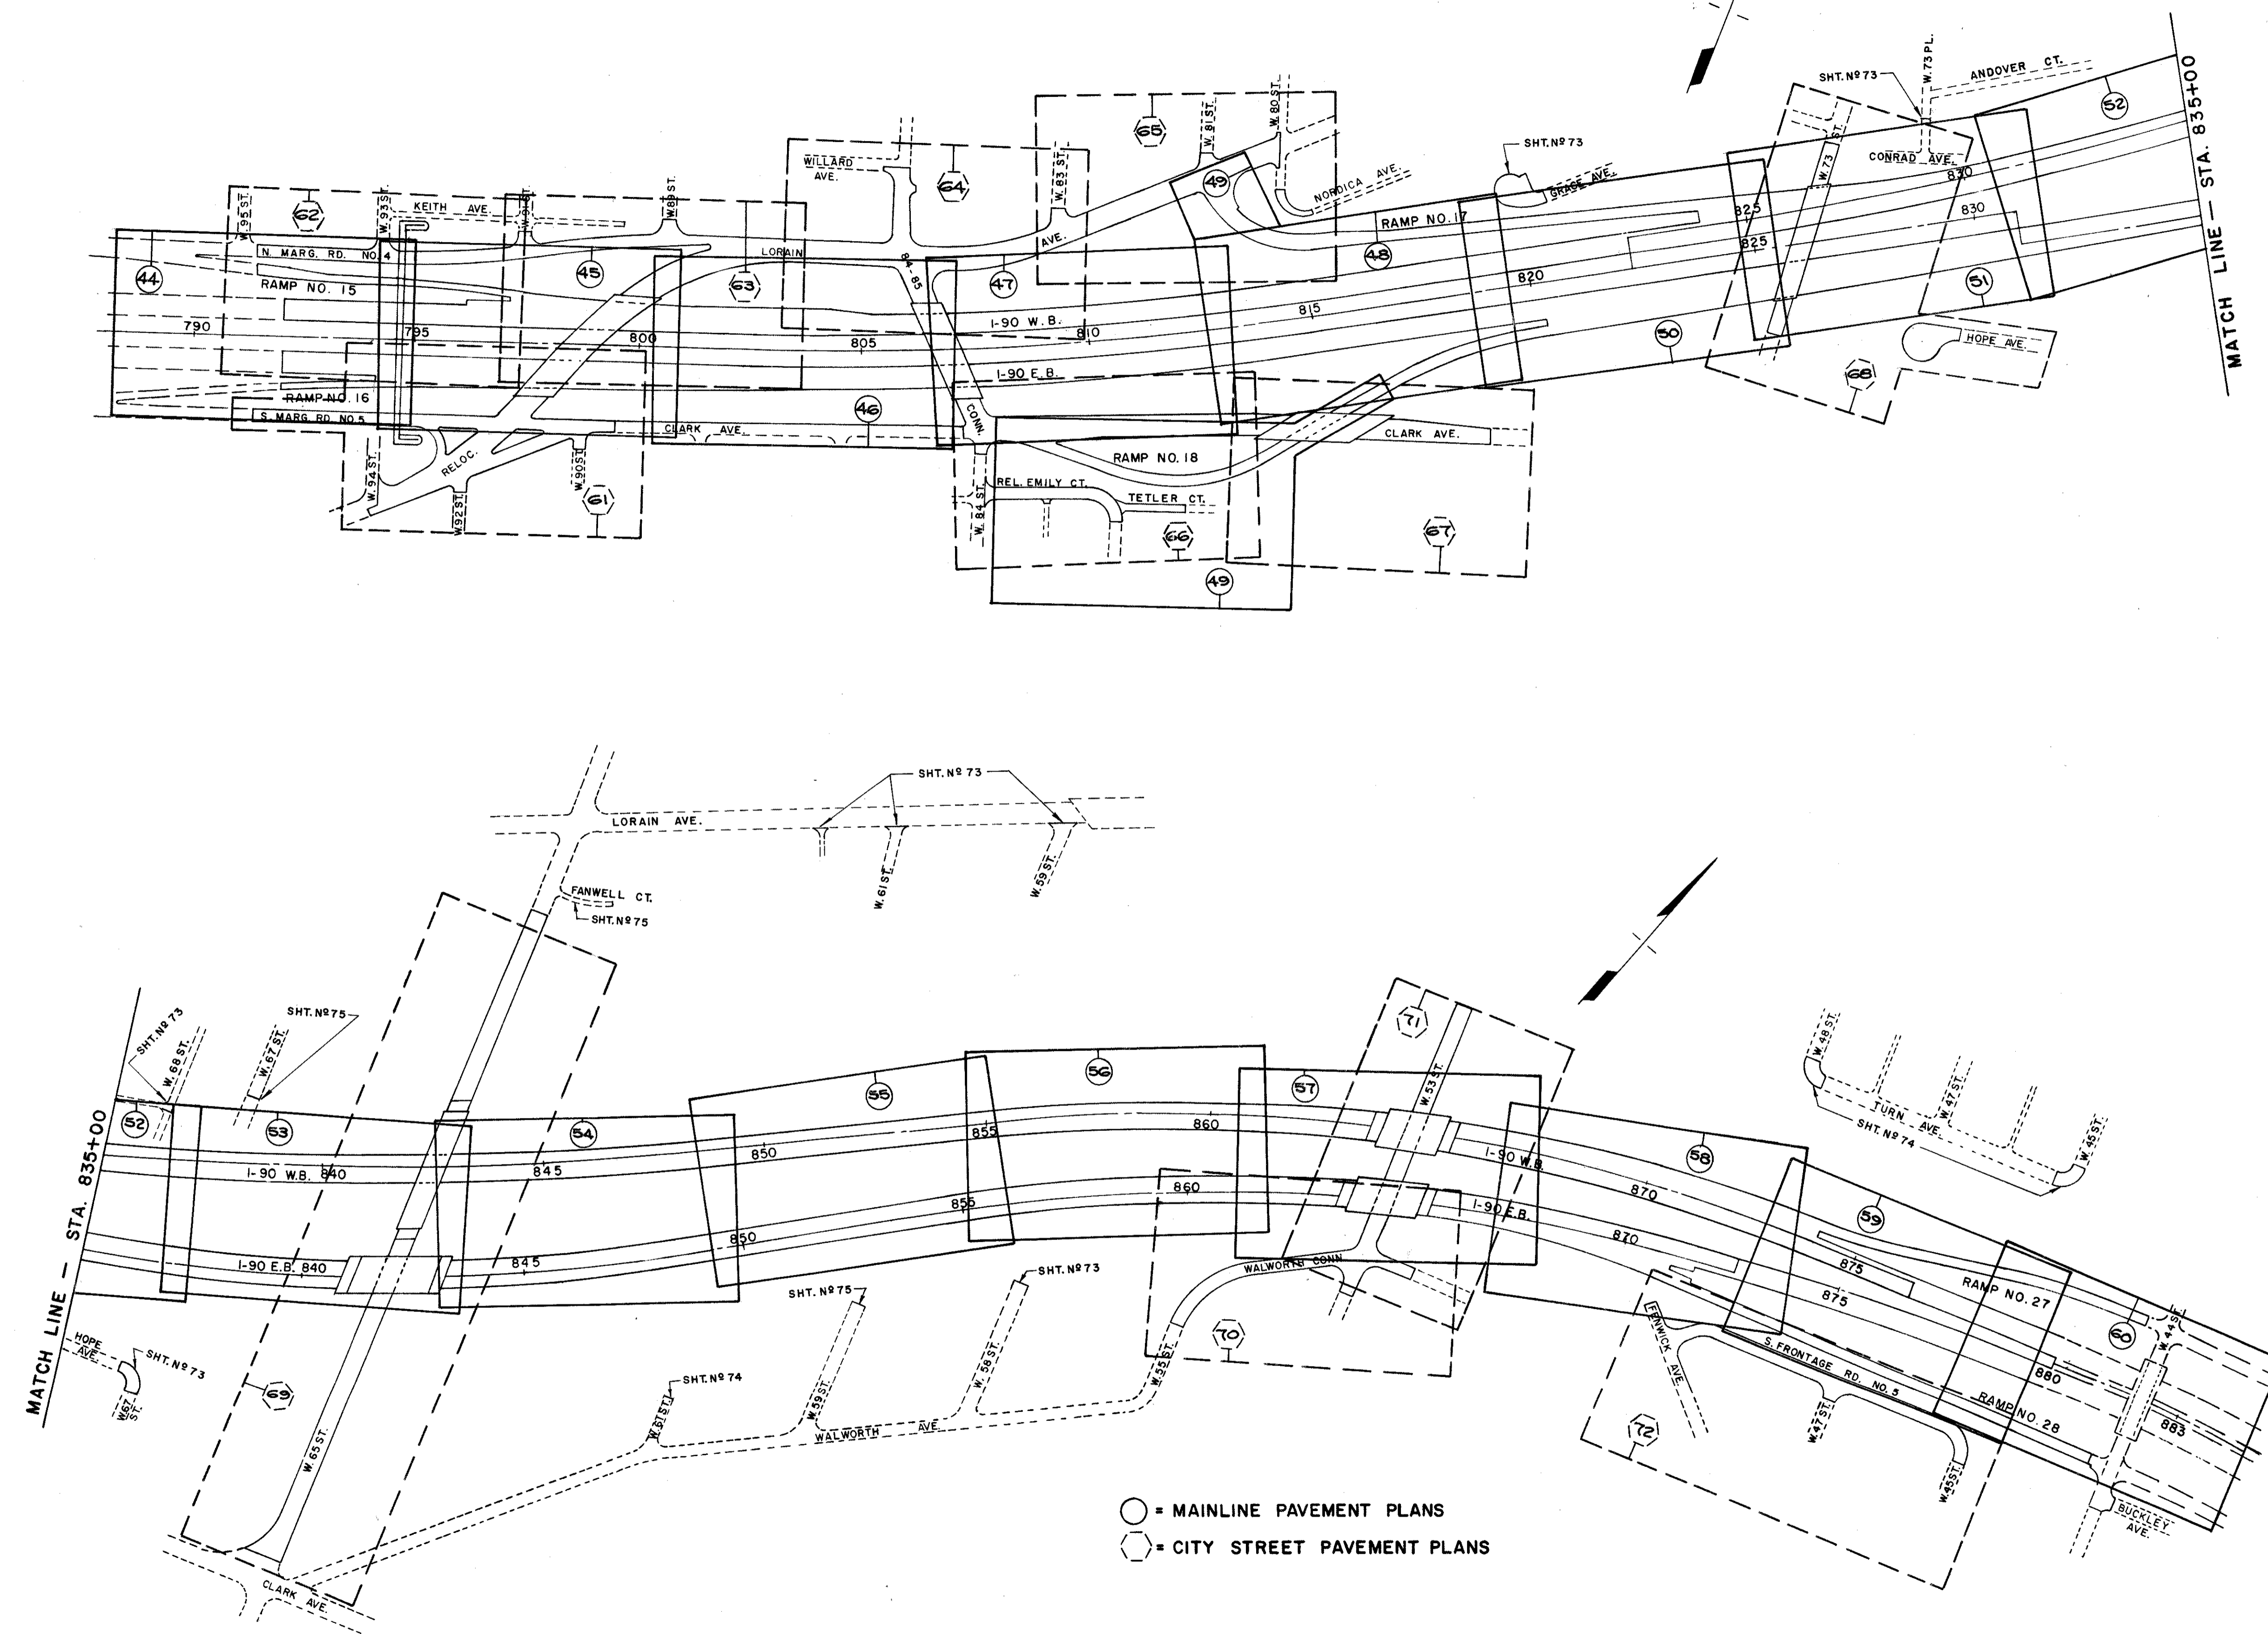 SHT. Nº 73
W. 73 PL.
ANDOVER CT.
52
MATCH LINE — STA. 835+00
65
W. 81 ST.
W. 80 ST.
SHT. Nº 73
W. 73 ST.
CONRAD AVE.
830
WILLARD
AVE.
64
W. 83 ST.
49
NORDICA AVE.
GRACE AVE.
W. 95 ST.
62
W. 93 ST.
KEITH AVE.
W. 91 ST.
W. 89 ST.
RAMP NO. 17
825
830
44
N. MARG. RD. NO. 4
45
LORAIN
AVE.
84-85
63
47
48
825
820
51
RAMP NO. 15
790
795
800
805
I-90 W.B.
810
815
50
HOPE AVE.
68
I-90 E.B.
RAMP NO. 16
S. MARG. RD. NO. 5
46
CLARK AVE.
CONN.
CLARK AVE.
RELOC.
RAMP NO. 18
W. 94 ST.
W. 92 ST.
W. 90 ST.
61
W. 84 ST.
REL. EMILY CT.
TETLER CT.
66
67
49
SHT. Nº 73
LORAIN AVE.
W. 61 ST.
W. 59 ST.
FANWELL CT.
SHT. Nº 75
SHT. Nº 73
W. 68 ST.
SHT. Nº 75
W. 67 ST.
71
W. 53 ST.
W. 48 ST.
TURN AVE.
W. 47 ST.
W. 45 ST.
SHT. Nº 74
MATCH LINE — STA. 835+00
52
53
54
55
56
57
58
59
I-90 W.B. 840
845
850
855
860
I-90 W.B.
870
875
RAMP NO. 27
60
W. 44 ST.
I-90 E.B. 840
845
850
855
860
I-90 E.B.
870
875
880
883
WALWORTH CONN
HOPE
AVE.
SHT. Nº 73
W. 67
ST.
69
W. 65 ST.
SHT. Nº 75
SHT. Nº 73
W. 59 ST.
W. 58 ST.
W. 55 ST.
70
SHT. Nº 74
W. 61 ST.
WALWORTH AVE.
FENWICK AVE.
S. FRONTAGE RD. NO. 5
RAMP NO. 28
72
W. 47 ST.
W. 45 ST.
BUCKLEY
AVE.
CLARK AVE.
= MAINLINE PAVEMENT PLANS
= CITY STREET PAVEMENT PLANS